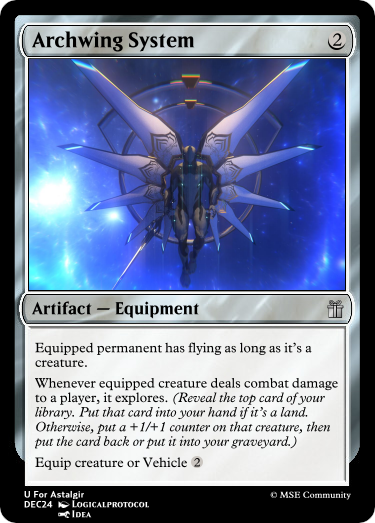 Archwing System 2
Artifact — Equipment
Equipped permanent has flying as long as it's a
creature.
Whenever equipped creature deals combat damage
to a player, it explores. (Reveal the top card of your
library. Put that card into your hand if it's a land.
Otherwise, put a +1/+1 counter on that creature, then
put the card back or put it into your graveyard.)
Equip creature or Vehicle 2
U For Astalgir
DEC24 Logicalprotocol
Idea
© MSE Community